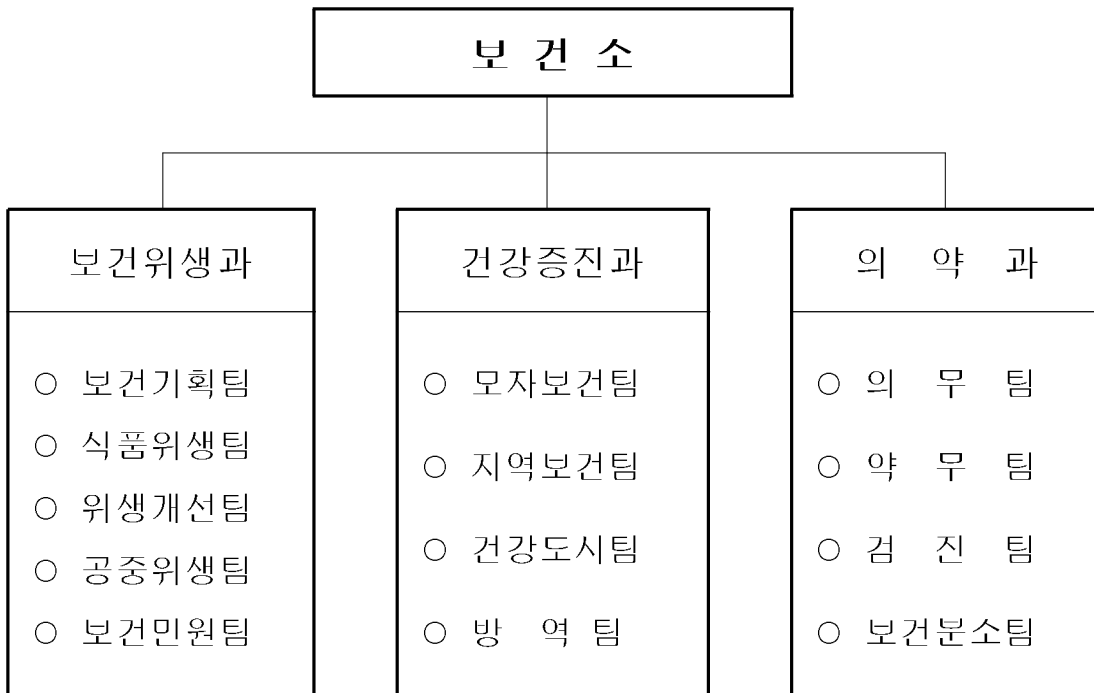 보 건 소
보건위생과
○ 보건기획팀
○ 식품위생팀
○ 위생개선팀
○ 공중위생팀
○ 보건민원팀
건강증진과
○ 모자보건팀
○ 지역보건팀
○ 건강도시팀
○ 방 역 팀
의 약 과
○ 의 무 팀
○ 약 무 팀
○ 검 진 팀
○ 보건분소팀